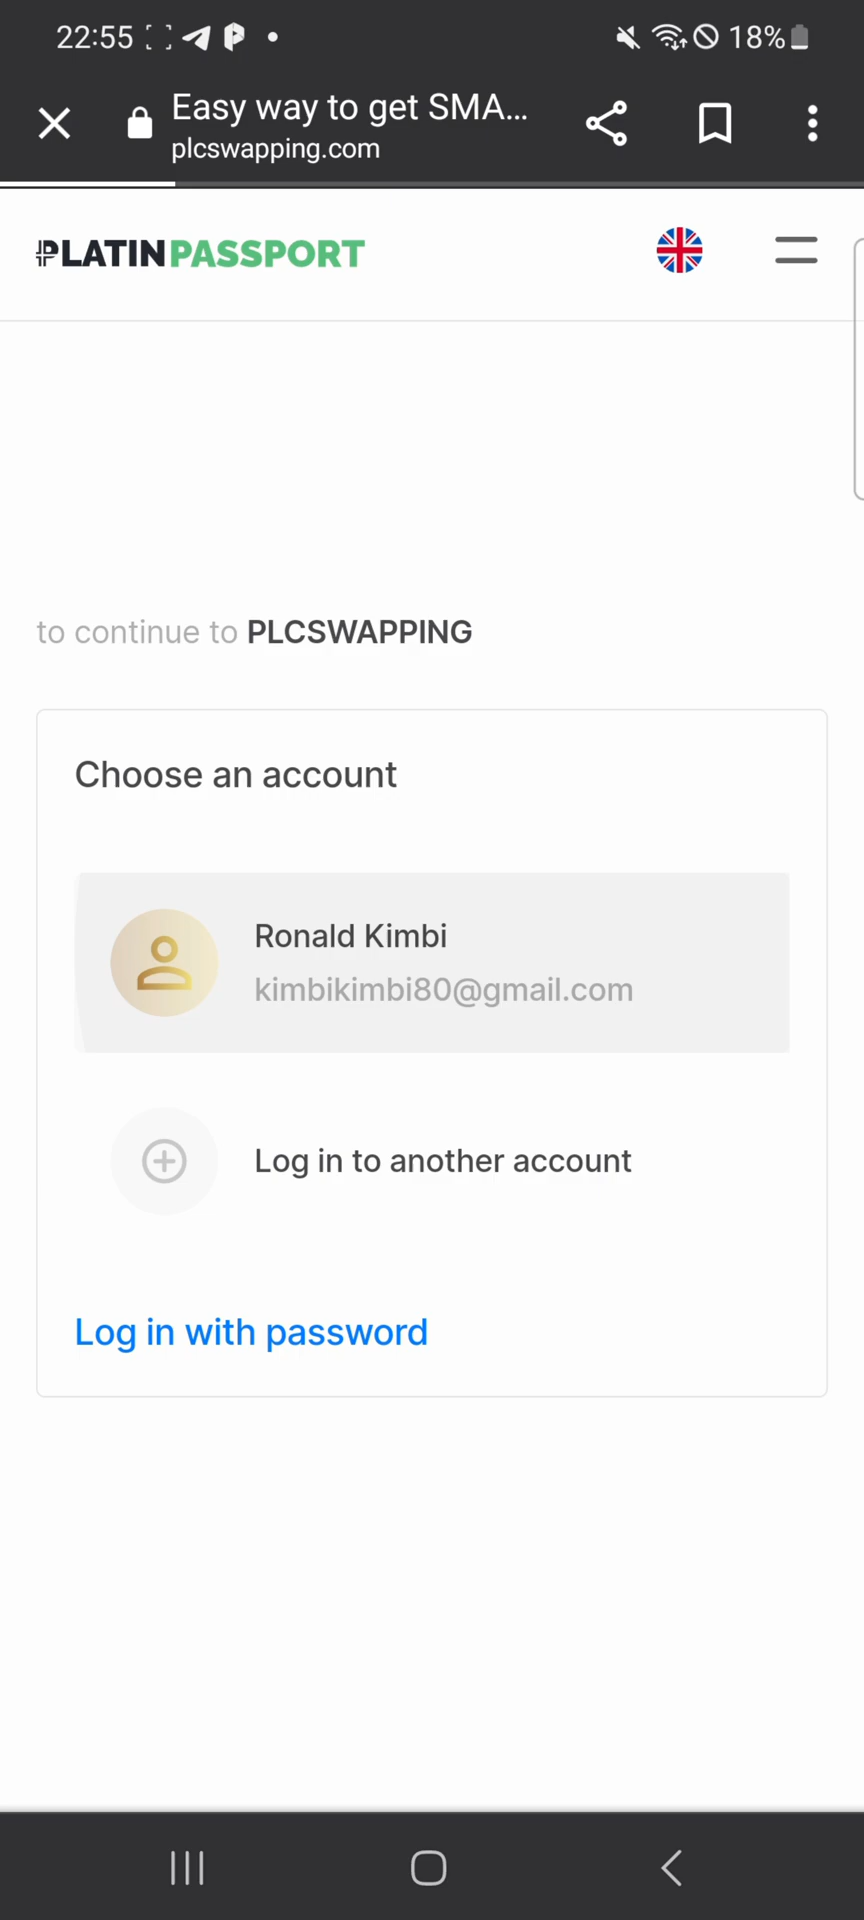 22:55
18%
Easy way to get SMA...
plcswapping.com
PLATINPASSPORT
to continue to PLCSWAPPING
Choose an account
Ronald Kimbi
kimbikimbi80@gmail.com
Log in to another account
Log in with password